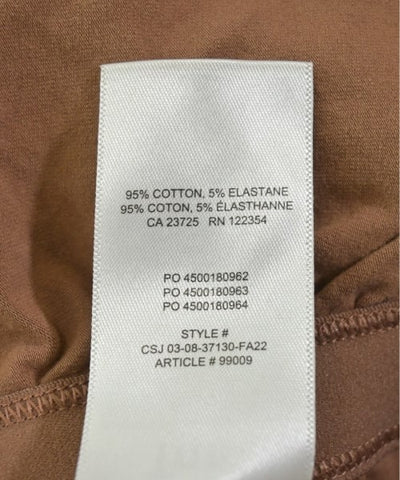 95% COTTON, 5% ELASTANE
95% COTON, 5% ÉLASTHANNE
CA 23725 RN 122354
PO 4500180962
PO 4500180963
PO 4500180964
STYLE #
CSJ 03-08-37130-FA22
ARTICLE # 99009